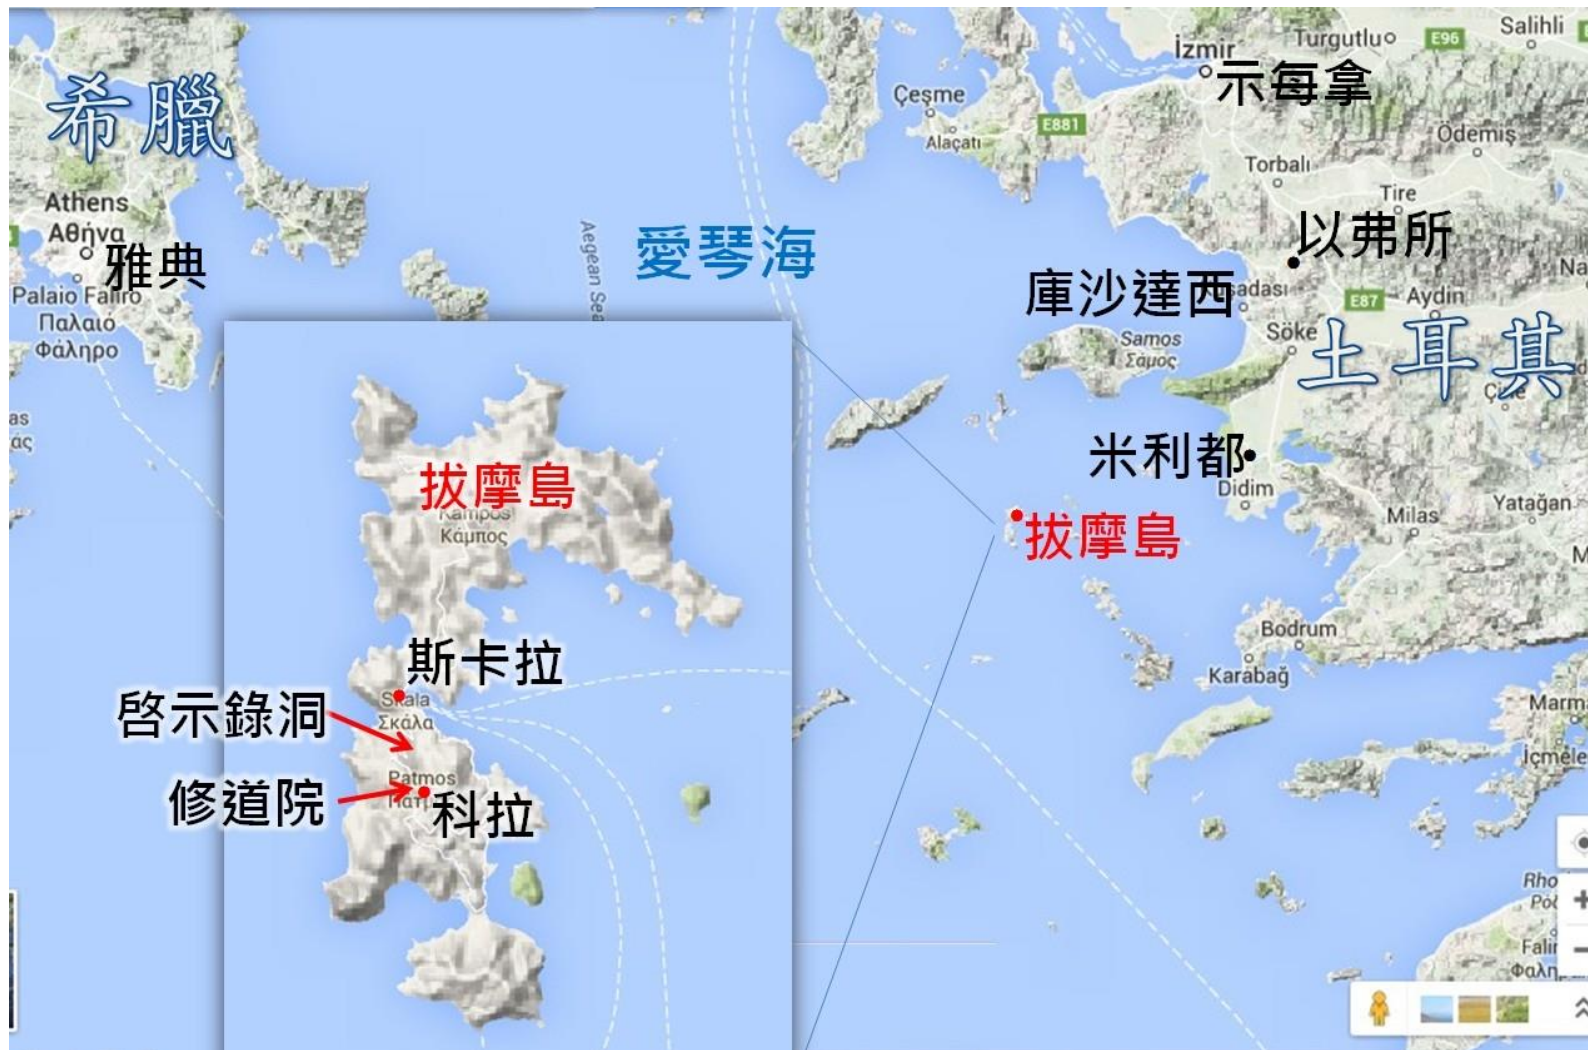 希臘
Athens
Αθήνα
雅典
Palaio Faliro
Παλαιό
Φάληρο
愛琴海
Aegean Sea
İzmir
示每拿
Turgutlu
E96
Salihli
Çeşme
Alaçatı
E881
Ödemiş
Torbalı
Tire
以弗所
庫沙達西
E87
Aydin
Söke
土耳其
Samos
Σάμος
米利都
Didim
Milas
Yatağan
拔摩島
Bodrum
Karabağ
拔摩島
Kampos
Κάμπος
斯卡拉
Skala
Σκάλα
啓示錄洞
Patmos
修道院
科拉